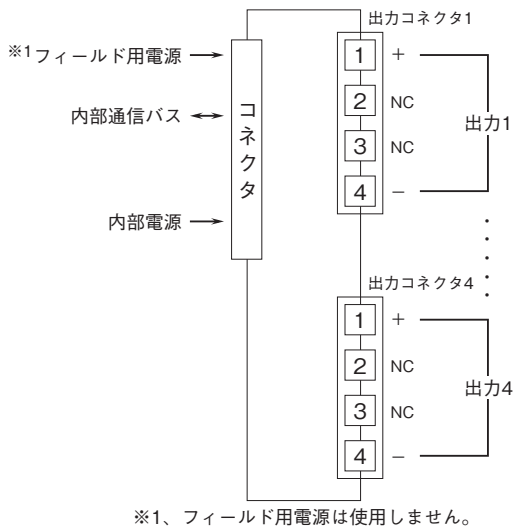 出力コネクタ1
※1フィールド用電源
内部通信バス
内部電源
コネクタ
1 +
2 NC
3 NC
4 −
出力1
出力コネクタ4
1 +
2 NC
3 NC
4 −
出力4
※1、フィールド用電源は使用しません。